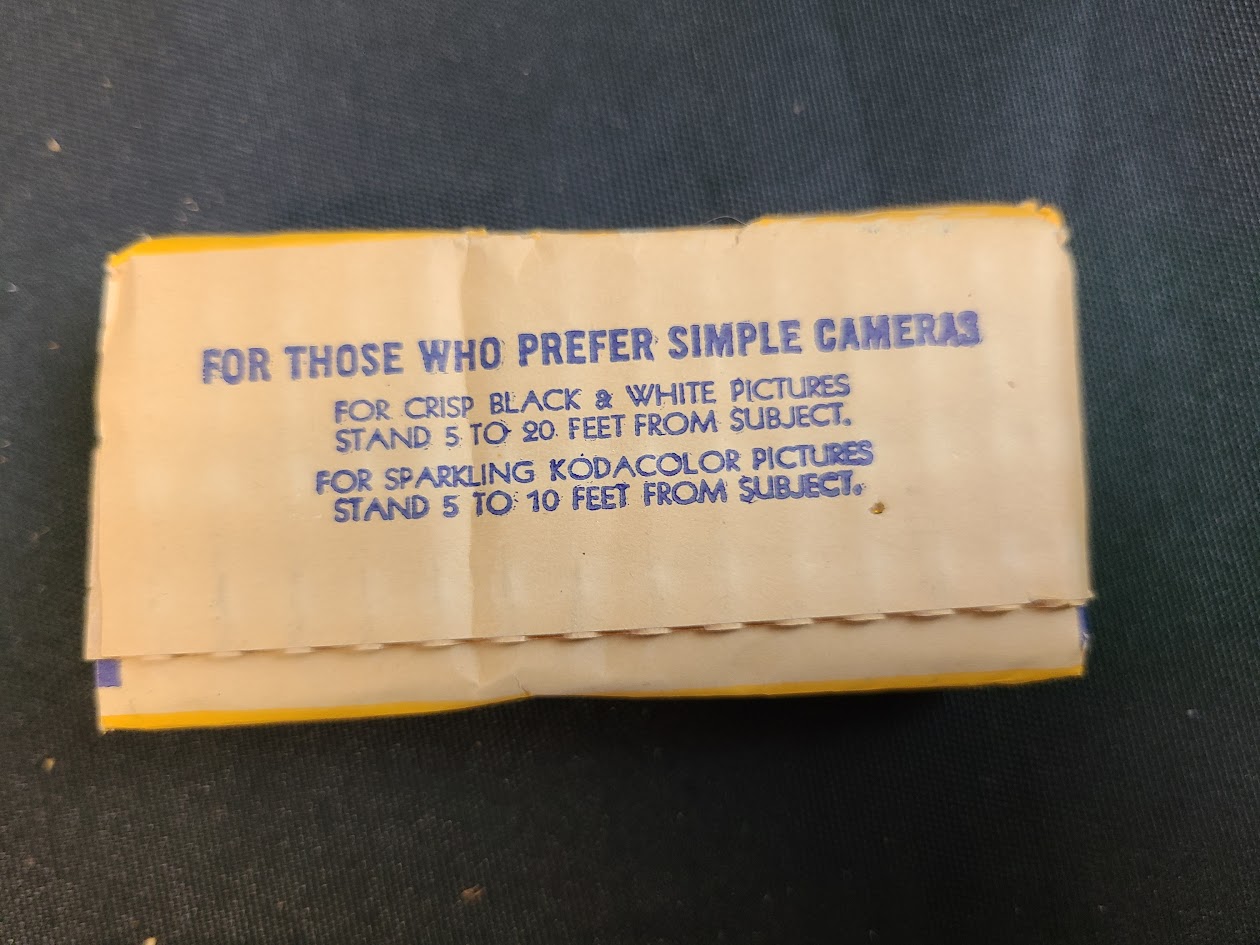 FOR THOSE WHO PREFER SIMPLE CAMERAS
FOR CRISP BLACK & WHITE PICTURES
STAND 5 TO 20 FEET FROM SUBJECT.
FOR SPARKLING KODACOLOR PICTURES
STAND 5 TO 10 FEET FROM SUBJECT.